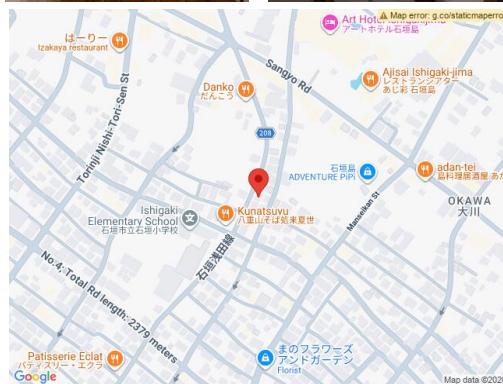 Art Hotel Ishigakijima
アートホテル石垣島
Map error: g.co/staticmaperro
はーりー
Izakaya restaurant
Sangyo Rd
Ajisai Ishigaki-jima
レストランシアター
あじ彩 石垣島
Danko
だんこう
Torinji Nishi-Tori-Sen St
208
石垣島
ADVENTURE PiPi
adan-tei
島料理居酒屋 あ
OKAWA
大川
Ishigaki
Elementary School
石垣市立石垣小学校
Kunatsuvu
八重山そば処来夏世
Manseikan St
石垣浅田線
No.4; Total Rd length: 2379 meters
まのフラワーズ
アンドガーデン
Florist
Patisserie Eclat
パティスリー・エクラ
Google
Map data ©202